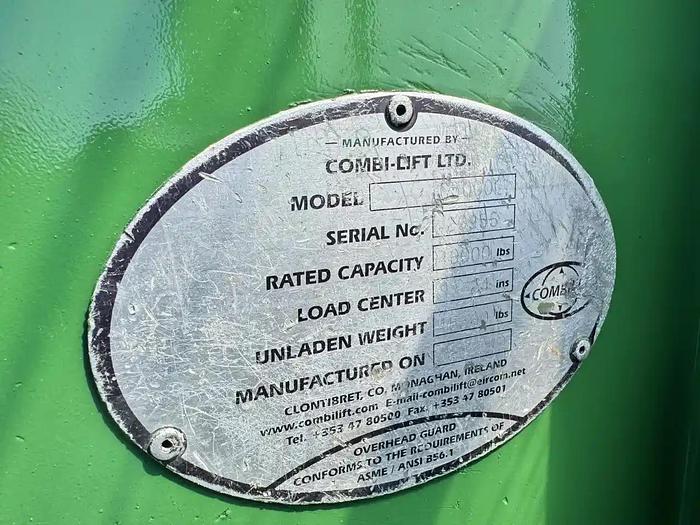 MANUFACTURED BY
COMBI-LIFT LTD.
MODEL
SERIAL No.
RATED CAPACITY lbs
LOAD CENTER ins
UNLADEN WEIGHT lbs
MANUFACTURED ON
CLONTIBRET, CO. MONAGHAN, IRELAND
www.combilift.com E-mail-combilift@eircom.net
Tel. +353 47 80500 Fax. +353 47 80501
OVERHEAD GUARD
CONFORMS TO THE REQUIREMENTS OF
ASME / ANSI B56.1